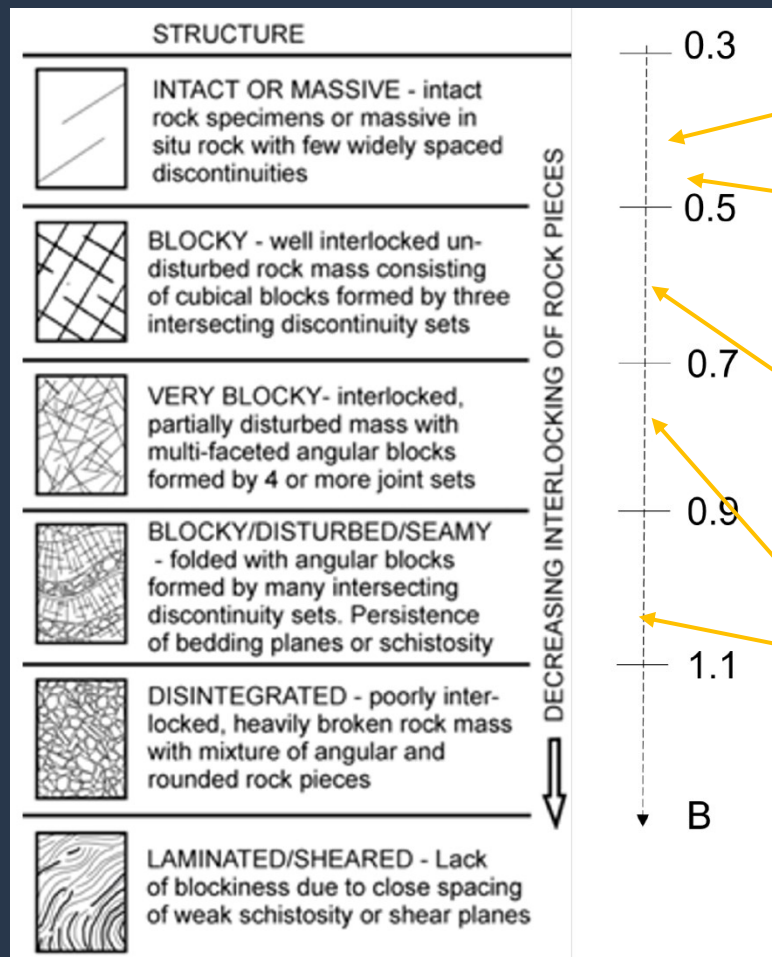 STRUCTURE
INTACT OR MASSIVE - intact
rock specimens or massive in
situ rock with few widely spaced
discontinuities
BLOCKY - well interlocked un-
disturbed rock mass consisting
of cubical blocks formed by three
intersecting discontinuity sets
VERY BLOCKY- interlocked,
partially disturbed mass with
multi-faceted angular blocks
formed by 4 or more joint sets
BLOCKY/DISTURBED/SEAMY
- folded with angular blocks
formed by many intersecting
discontinuity sets. Persistence
of bedding planes or schistosity
DISINTEGRATED - poorly inter-
locked, heavily broken rock mass
with mixture of angular and
rounded rock pieces
LAMINATED/SHEARED - Lack
of blockiness due to close spacing
of weak schistosity or shear planes
DECREASING INTERLOCKING OF ROCK PIECES
0.3
0.5
0.7
0.9
1.1
B